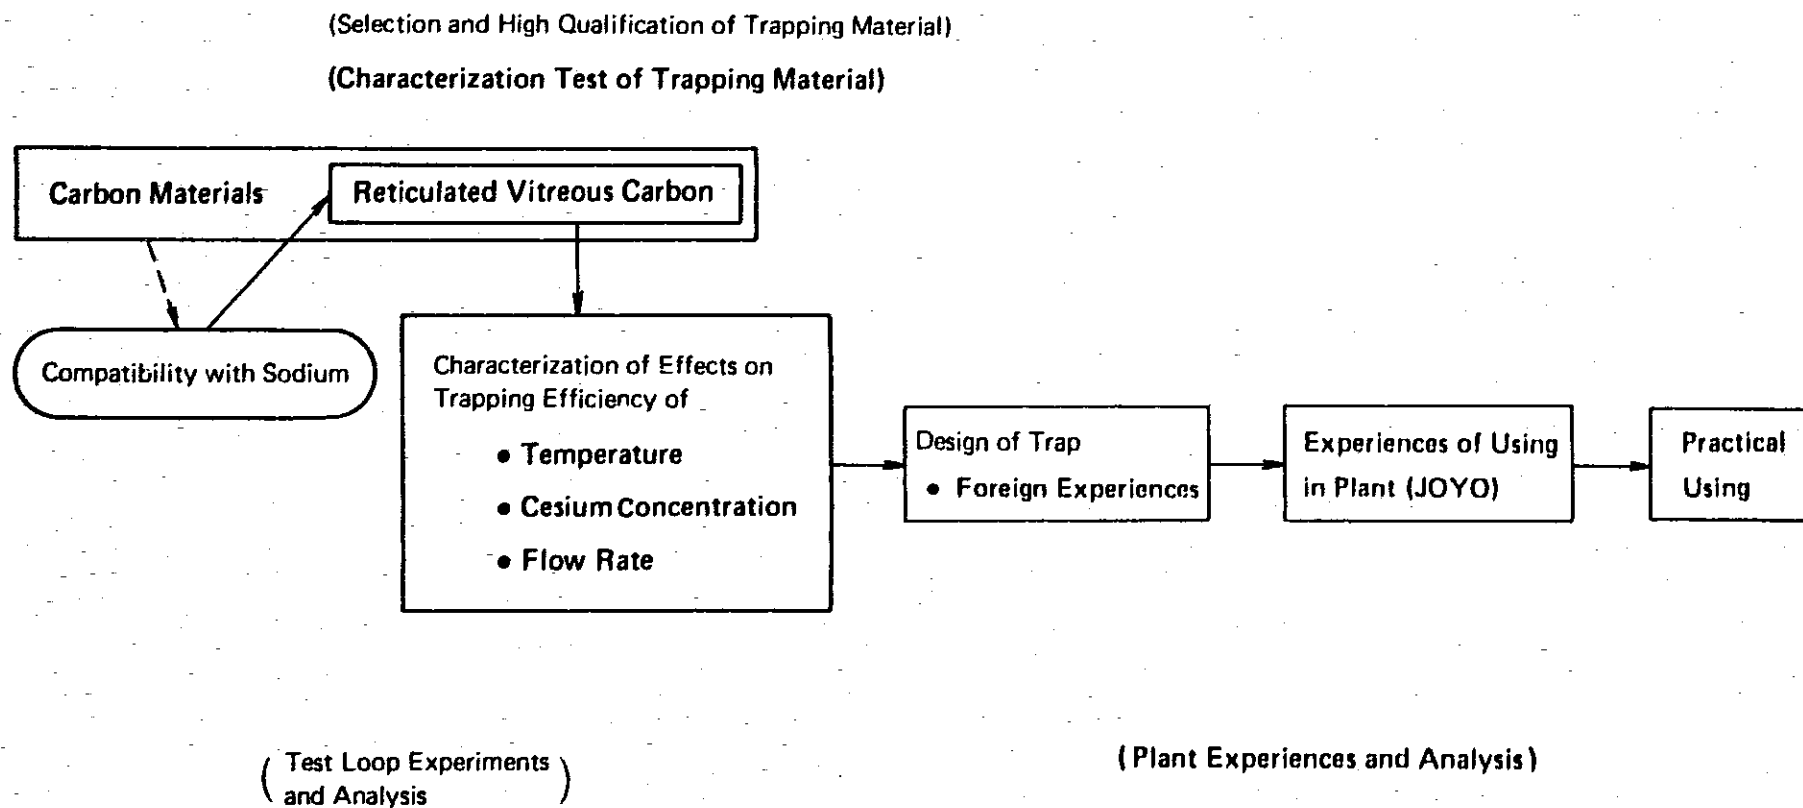 (Selection and High Qualification of Trapping Material)
(Characterization Test of Trapping Material)
Carbon Materials
Reticulated Vitreous Carbon
Compatibility with Sodium
Characterization of Effects on
Trapping Efficiency of
• Temperature
• Cesium Concentration
• Flow Rate
Design of Trap
• Foreign Experiences
Experiences of Using
in Plant (JOYO)
Practical
Using
( Test Loop Experiments
and Analysis )
(Plant Experiences and Analysis)